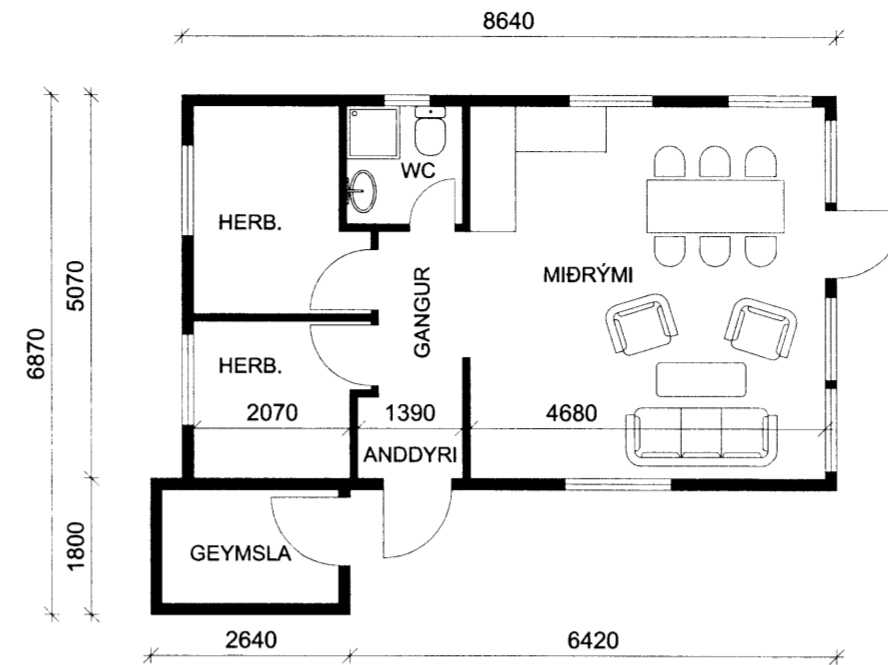 8640
WC
HERB.
GANGUR
MIÐRÝMI
5070
6870
HERB.
2070
1390
4680
ANDDYRI
GEYMSLA
1800
2640
6420